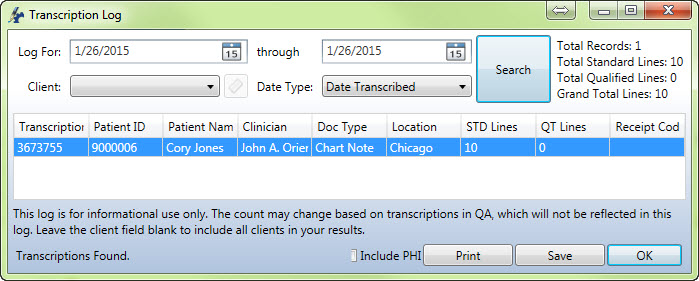 Transcription Log
Log For: 1/26/2015 15 through 1/26/2015 15
Client: Date Type: Date Transcribed
Search
Total Records: 1
Total Standard Lines: 10
Total Qualified Lines: 0
Grand Total Lines: 10
Transcription Patient ID Patient Nam Clinician Doc Type Location STD Lines QT Lines Receipt Cod
3673755 9000006 Cory Jones John A. Orier Chart Note Chicago 10 0
This log is for informational use only. The count may change based on transcriptions in QA, which will not be reflected in this
log. Leave the client field blank to include all clients in your results.
Transcriptions Found. Include PHI Print Save OK